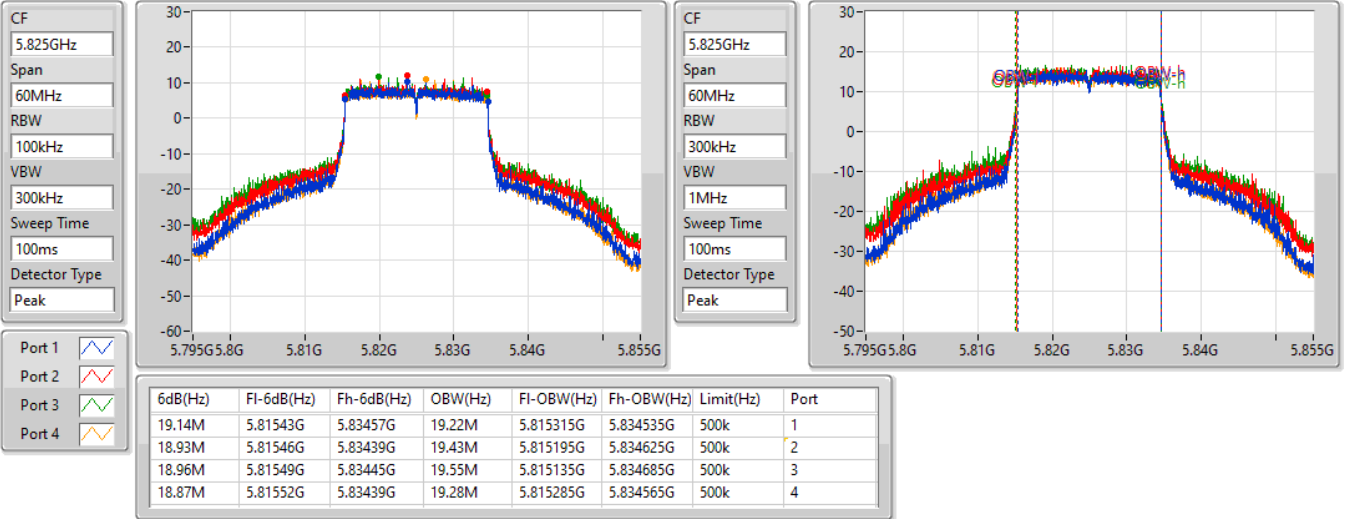 CF
5.825GHz
Span
60MHz
RBW
100kHz
VBW
300kHz
Sweep Time
100ms
Detector Type
Peak
30
20
10
0
-10
-20
-30
-40
-50
-60
5.795G 5.8G 5.81G 5.82G 5.83G 5.84G 5.855G
CF
5.825GHz
Span
60MHz
RBW
300kHz
VBW
1MHz
Sweep Time
100ms
Detector Type
Peak
30
20
10
0
-10
-20
-30
-40
-50
5.795G 5.8G 5.81G 5.82G 5.83G 5.84G 5.855G
OBW-h
Port 1
Port 2
Port 3
Port 4
6dB(Hz) Fl-6dB(Hz) Fh-6dB(Hz) OBW(Hz) Fl-OBW(Hz) Fh-OBW(Hz) Limit(Hz) Port
19.14M 5.81543G 5.83457G 19.22M 5.815315G 5.834535G 500k 1
18.93M 5.81546G 5.83439G 19.43M 5.815195G 5.834625G 500k 2
18.96M 5.81549G 5.83445G 19.55M 5.815135G 5.834685G 500k 3
18.87M 5.81552G 5.83439G 19.28M 5.815285G 5.834565G 500k 4